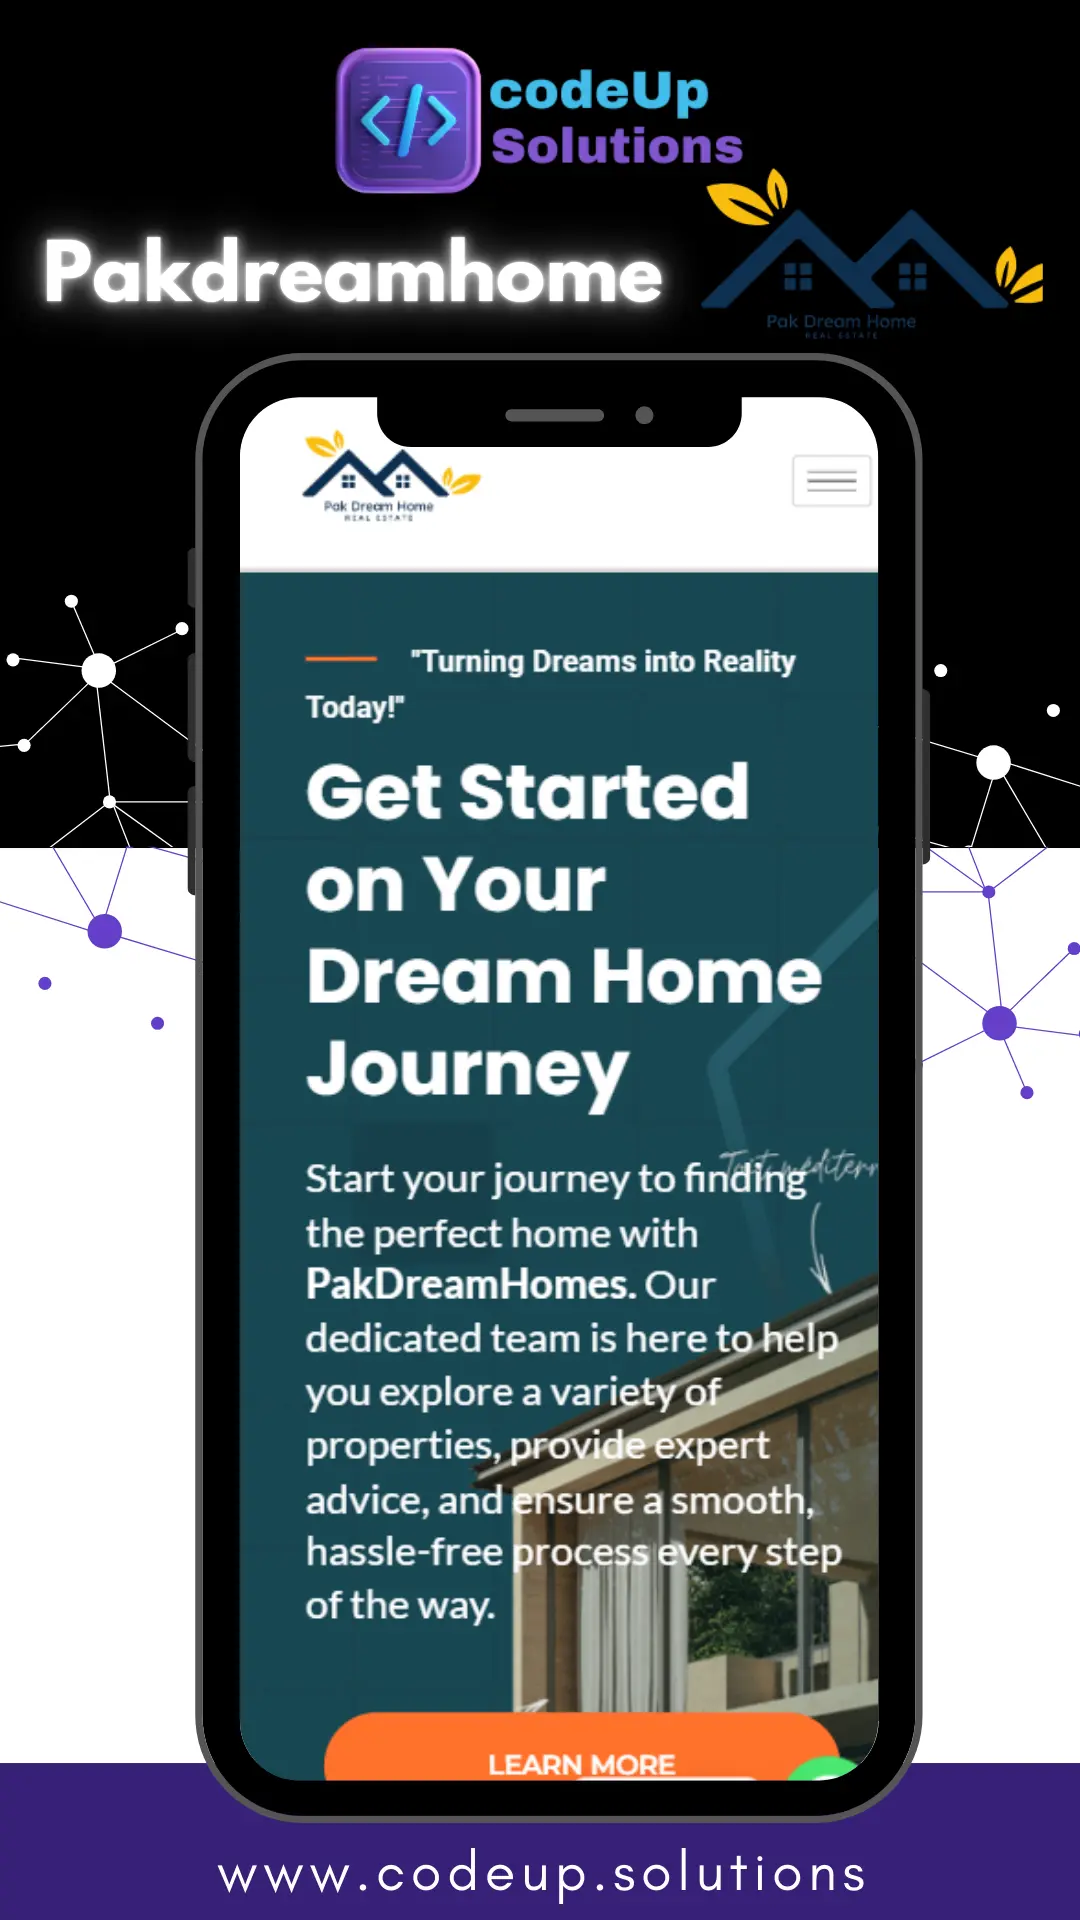 </>
codeUp
Solutions
Pakdreamhome
Pak Dream Home
REAL ESTATE
Pak Dream Home
REAL ESTATE
"Turning Dreams into Reality
Today!"
Get Started
on Your
Dream Home
Journey
Start your journey to finding
the perfect home with
PakDreamHomes. Our
dedicated team is here to help
you explore a variety of
properties, provide expert
advice, and ensure a smooth,
hassle-free process every step
of the way.
LEARN MORE
www.codeup.solutions